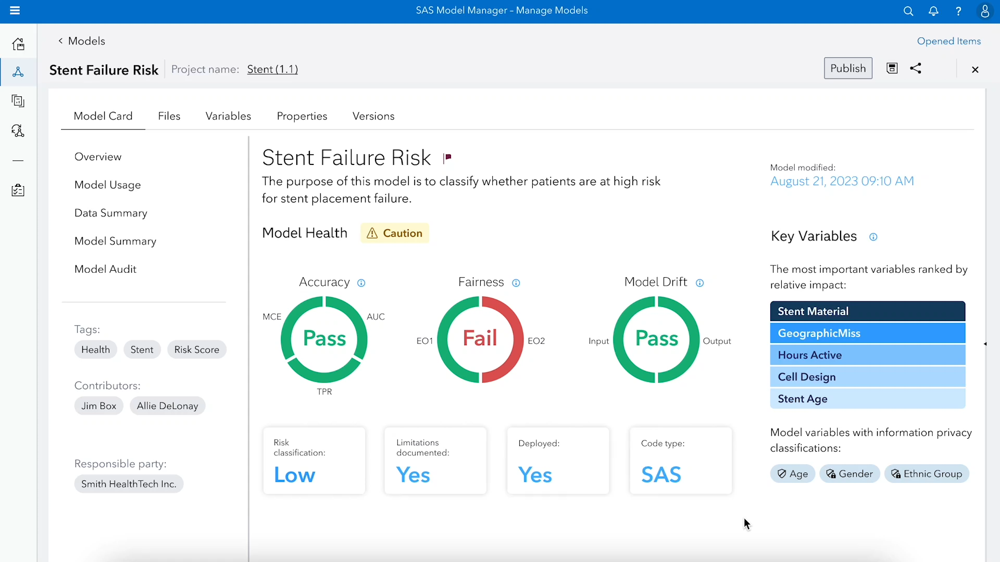 SAS Model Manager – Manage Models
?
Models
Opened Items
Stent Failure Risk
Project name: Stent (1.1)
Publish
Model Card
Files
Variables
Properties
Versions
Overview
Model Usage
Data Summary
Model Summary
Model Audit
Tags:
Health
Stent
Risk Score
Contributors:
Jim Box
Allie DeLonay
Responsible party:
Smith HealthTech Inc.
Stent Failure Risk
The purpose of this model is to classify whether patients are at high risk
for stent placement failure.
Model Health
Caution
Accuracy
MCE
AUC
Pass
TPR
Fairness
EO1
Fail
EO2
Model Drift
Input
Pass
Output
Risk
classification:
Low
Limitations
documented:
Yes
Deployed:
Yes
Code type:
SAS
Model modified:
August 21, 2023 09:10 AM
Key Variables
The most important variables ranked by
relative impact:
Stent Material
GeographicMiss
Hours Active
Cell Design
Stent Age
Model variables with information privacy
classifications:
Age
Gender
Ethnic Group